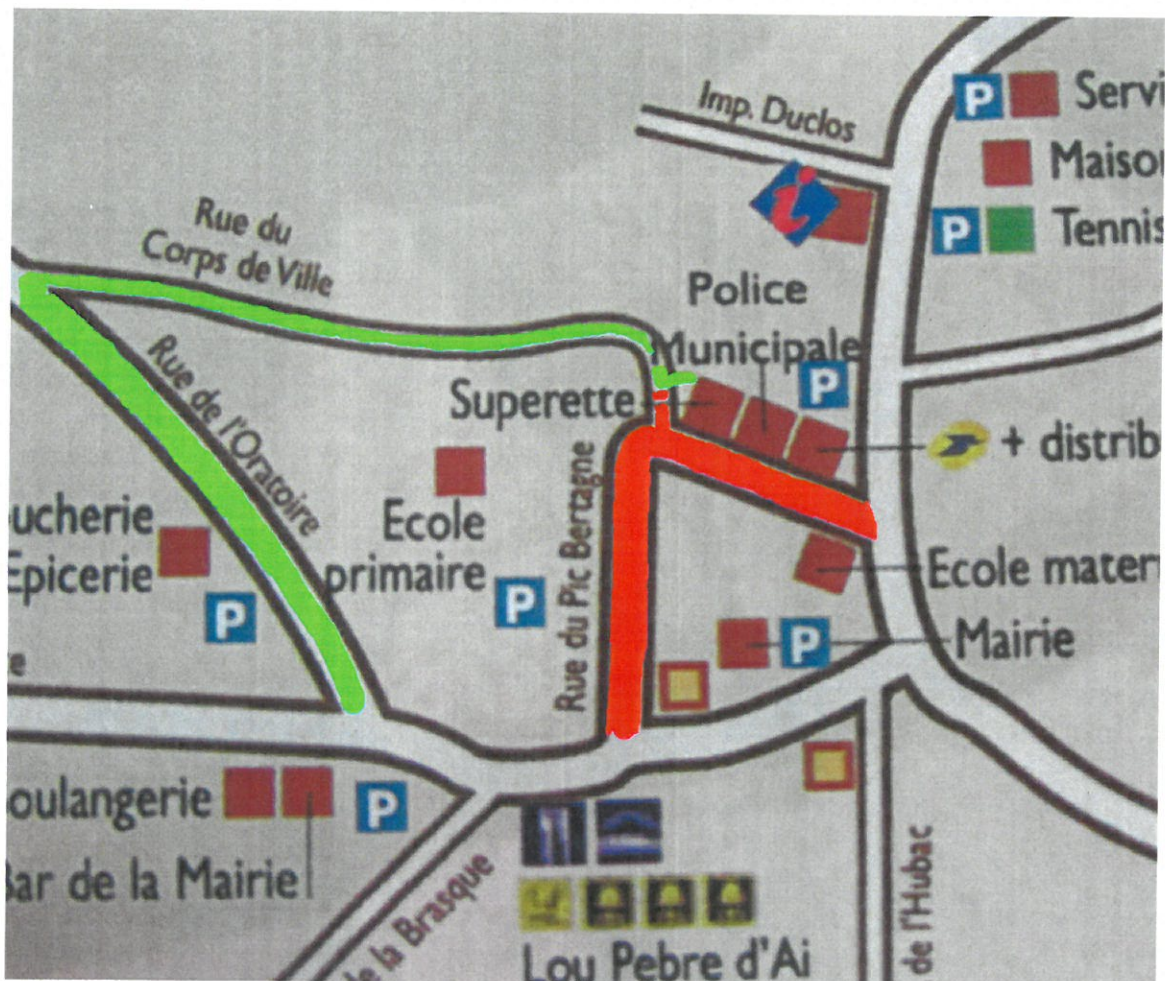 Imp. Duclos
P
Servi
Maiso
P
Tennis
i
Rue du
Corps de Ville
Police
Municipale
P
Superette
Rue de l'Oratoire
+ distrib
Rue du Pic Bertagne
Ecole
primaire
P
oucherie
Epicerie
P
Ecole mater
P
Mairie
e
oulangerie
P
Bar de la Mairie
de la Brasque
de l'Hubac
Lou Pebre d'Ai